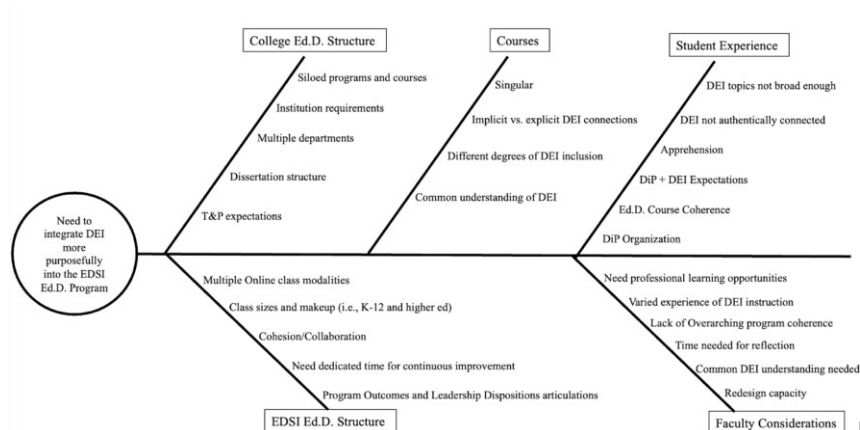 College Ed.D. Structure
Courses
Student Experience
Siloed programs and courses
Institution requirements
Multiple departments
Dissertation structure
T&P expectations
Singular
Implicit vs. explicit DEI connections
Different degrees of DEI inclusion
Common understanding of DEI
DEI topics not broad enough
DEI not authentically connected
Apprehension
DiP + DEI Expectations
Ed.D. Course Coherence
DiP Organization
Need to
integrate DEI
more
purposefully
into the EDSI
Ed.D. Program
Multiple Online class modalities
Class sizes and makeup (i.e., K-12 and higher ed)
Cohesion/Collaboration
Need dedicated time for continuous improvement
Program Outcomes and Leadership Dispositions articulations
EDSI Ed.D. Structure
Need professional learning opportunities
Varied experience of DEI instruction
Lack of Overarching program coherence
Time needed for reflection
Common DEI understanding needed
Redesign capacity
Faculty Considerations